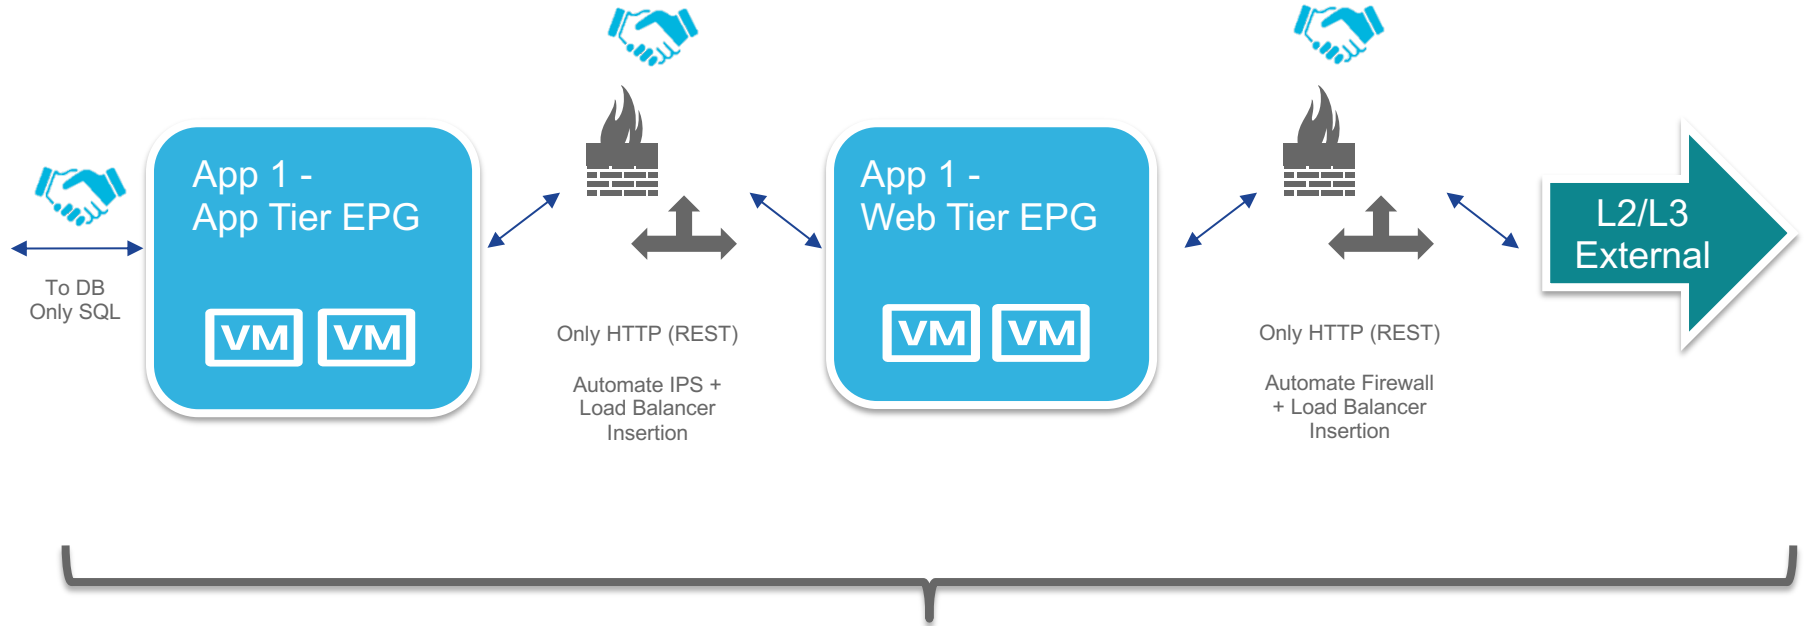 To DB
Only SQL
App 1 -
App Tier EPG
VM VM
Only HTTP (REST)
Automate IPS +
Load Balancer
Insertion
App 1 -
Web Tier EPG
VM VM
Only HTTP (REST)
Automate Firewall
+ Load Balancer
Insertion
L2/L3
External